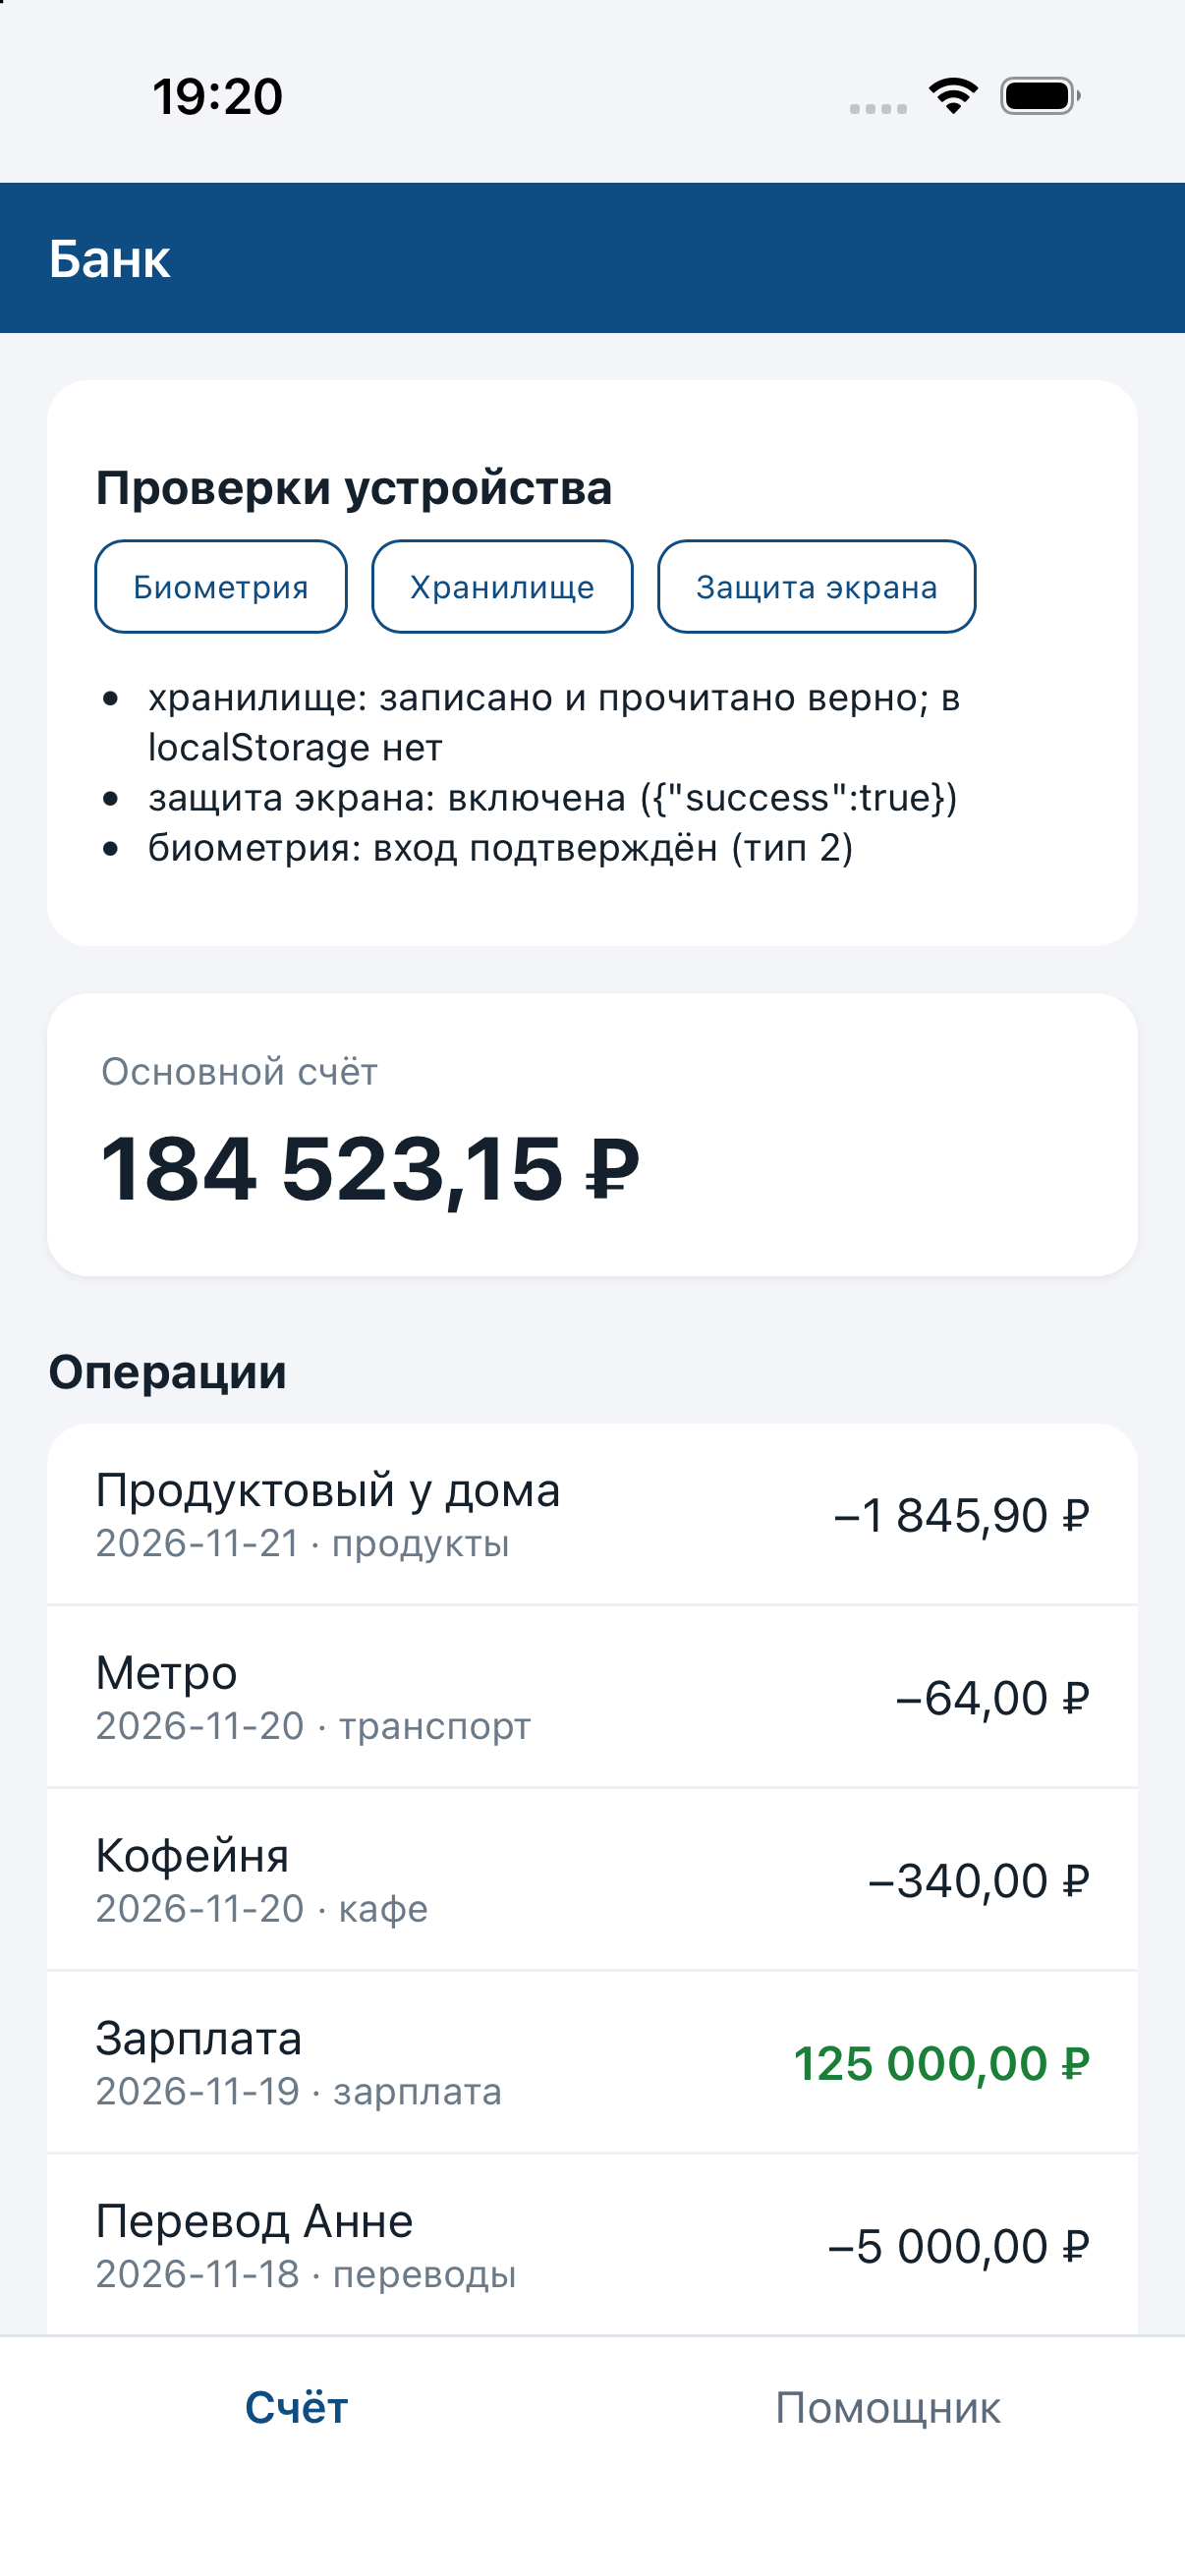 19:20
Банк
Проверки устройства
Биометрия
Хранилище
Защита экрана
• хранилище: записано и прочитано верно; в
localStorage нет
• защита экрана: включена ({"success":true})
• биометрия: вход подтверждён (тип 2)
Основной счёт
184 523,15 ₽
Операции
Продуктовый у дома
2026-11-21 · продукты
−1 845,90 ₽
Метро
2026-11-20 · транспорт
−64,00 ₽
Кофейня
2026-11-20 · кафе
−340,00 ₽
Зарплата
2026-11-19 · зарплата
125 000,00 ₽
Перевод Анне
2026-11-18 · переводы
−5 000,00 ₽
Счёт
Помощник